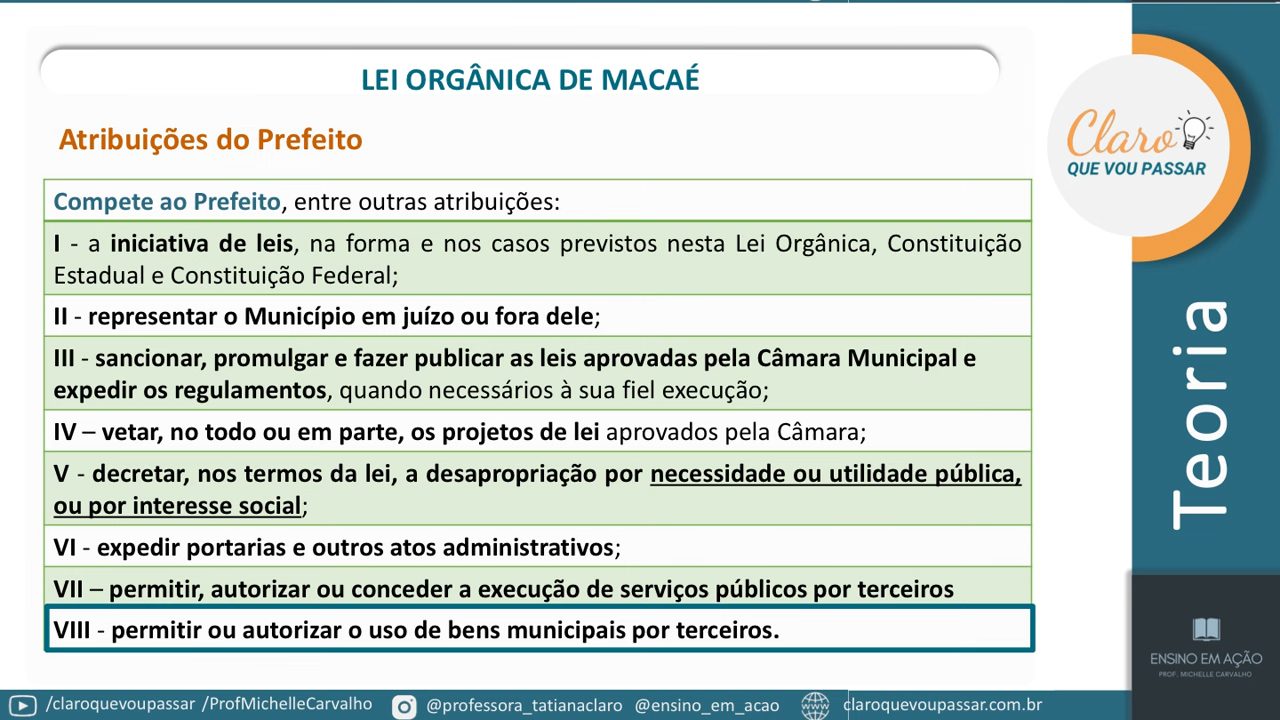 LEI ORGÂNICA DE MACAÉ
Atribuições do Prefeito
Compete ao Prefeito, entre outras atribuições:
I - a iniciativa de leis, na forma e nos casos previstos nesta Lei Orgânica, Constituição
Estadual e Constituição Federal;
II - representar o Município em juízo ou fora dele;
III - sancionar, promulgar e fazer publicar as leis aprovadas pela Câmara Municipal e
expedir os regulamentos, quando necessários à sua fiel execução;
IV – vetar, no todo ou em parte, os projetos de lei aprovados pela Câmara;
V - decretar, nos termos da lei, a desapropriação por necessidade ou utilidade pública,
ou por interesse social;
VI - expedir portarias e outros atos administrativos;
VII – permitir, autorizar ou conceder a execução de serviços públicos por terceiros
VIII - permitir ou autorizar o uso de bens municipais por terceiros.
Claro
QUE VOU PASSAR
Teoria
ENSINO EM AÇÃO
PROF. MICHELLE CARVALHO
/claroquevoupassar /ProfMichelleCarvalho @professora_tatianaclaro @ensino_em_acao claroquevoupassar.com.br